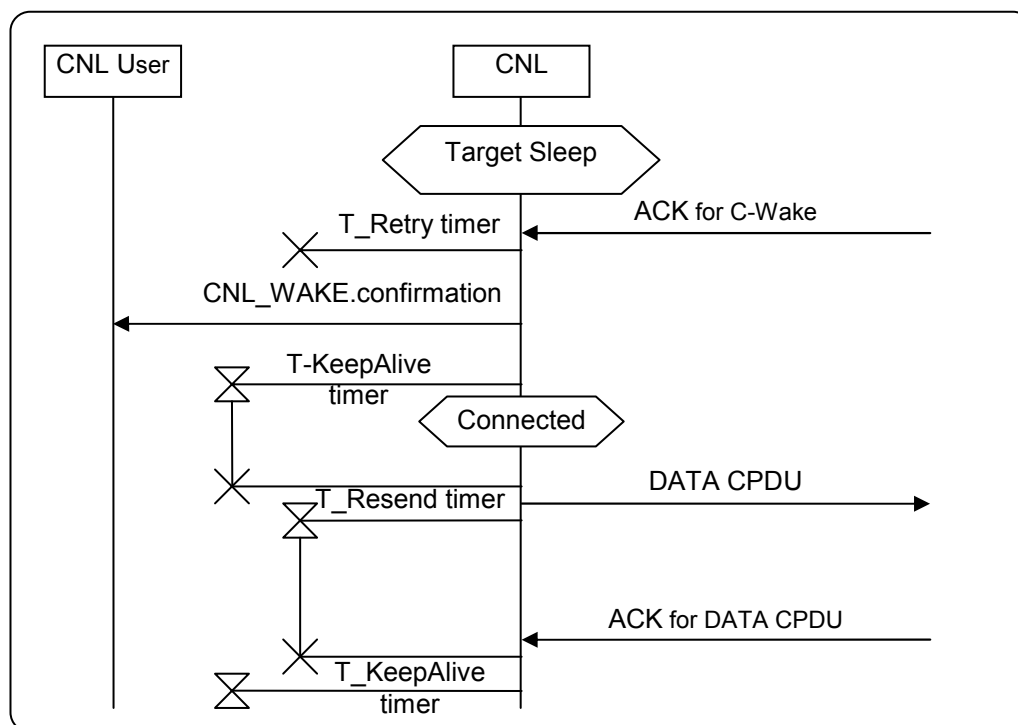 CNL User
CNL
Target Sleep
ACK for C-Wake
T_Retry timer
CNL_WAKE.confirmation
T-KeepAlive
timer
Connected
DATA CPDU
T_Resend timer
ACK for DATA CPDU
T_KeepAlive
timer